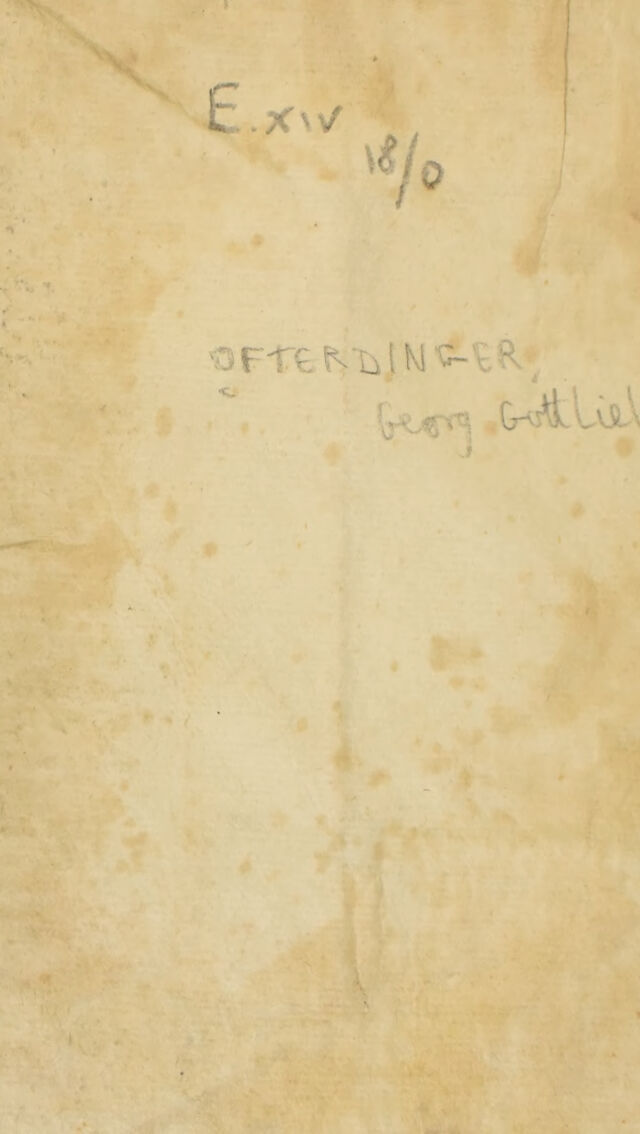 E.XIV
18/0
OFTERDINGER,
Georg Gottlieb